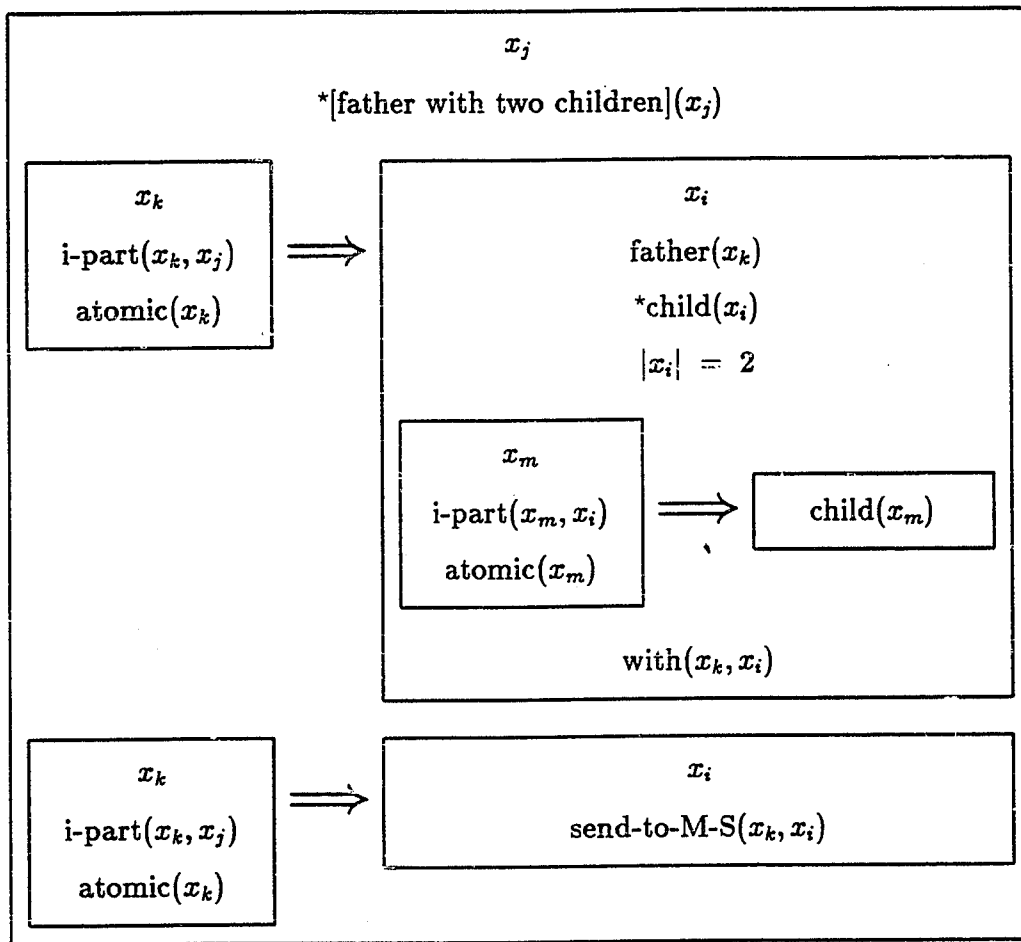 x_j
*[father with two children](x_j)
x_k
i-part(x_k, x_j)
atomic(x_k)
⟹
x_i
father(x_k)
*child(x_i)
|x_i| = 2
x_m
i-part(x_m, x_i)
atomic(x_m)
⟹
child(x_m)
with(x_k, x_i)
x_k
i-part(x_k, x_j)
atomic(x_k)
⟹
x_i
send-to-M-S(x_k, x_i)